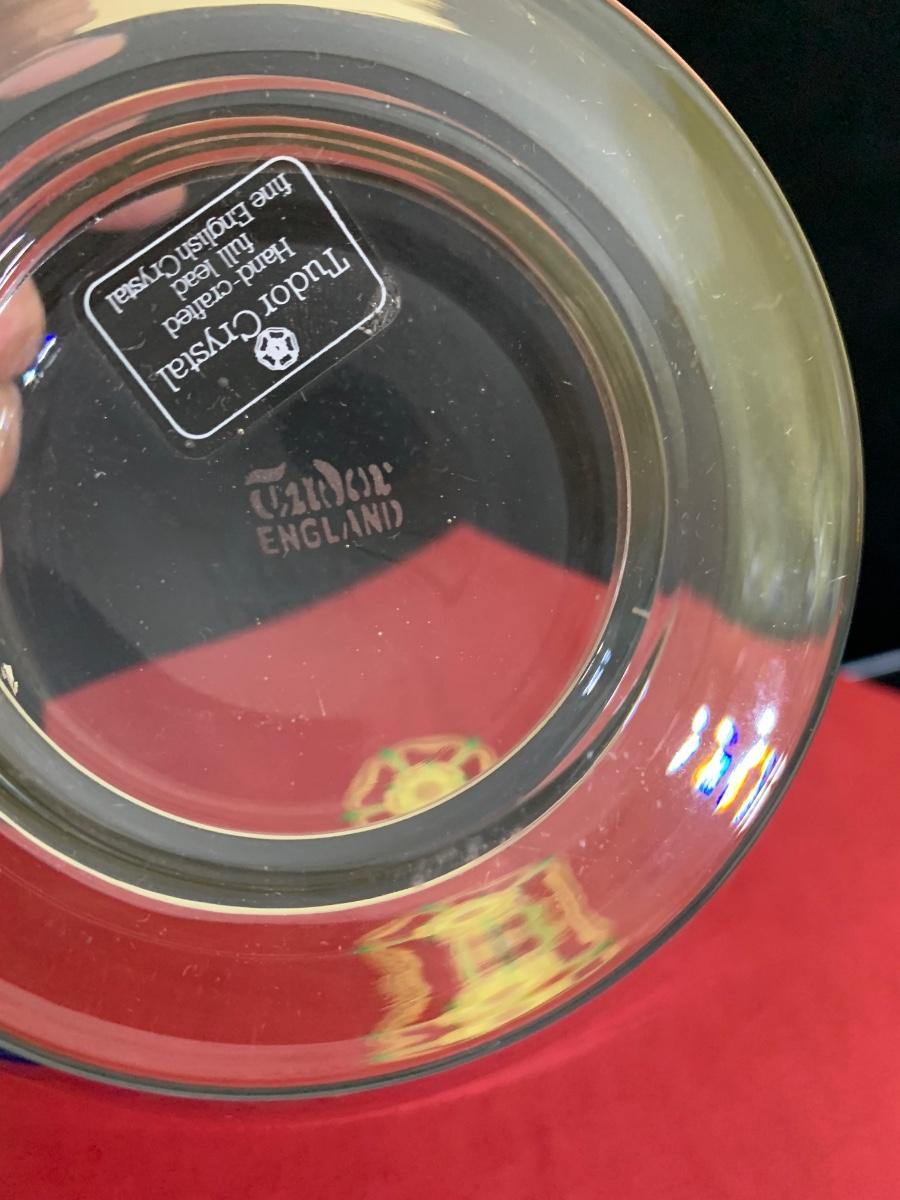 Tudor Crystal
Hand-crafted
full lead
fine English Crystal
Tudor
ENGLAND